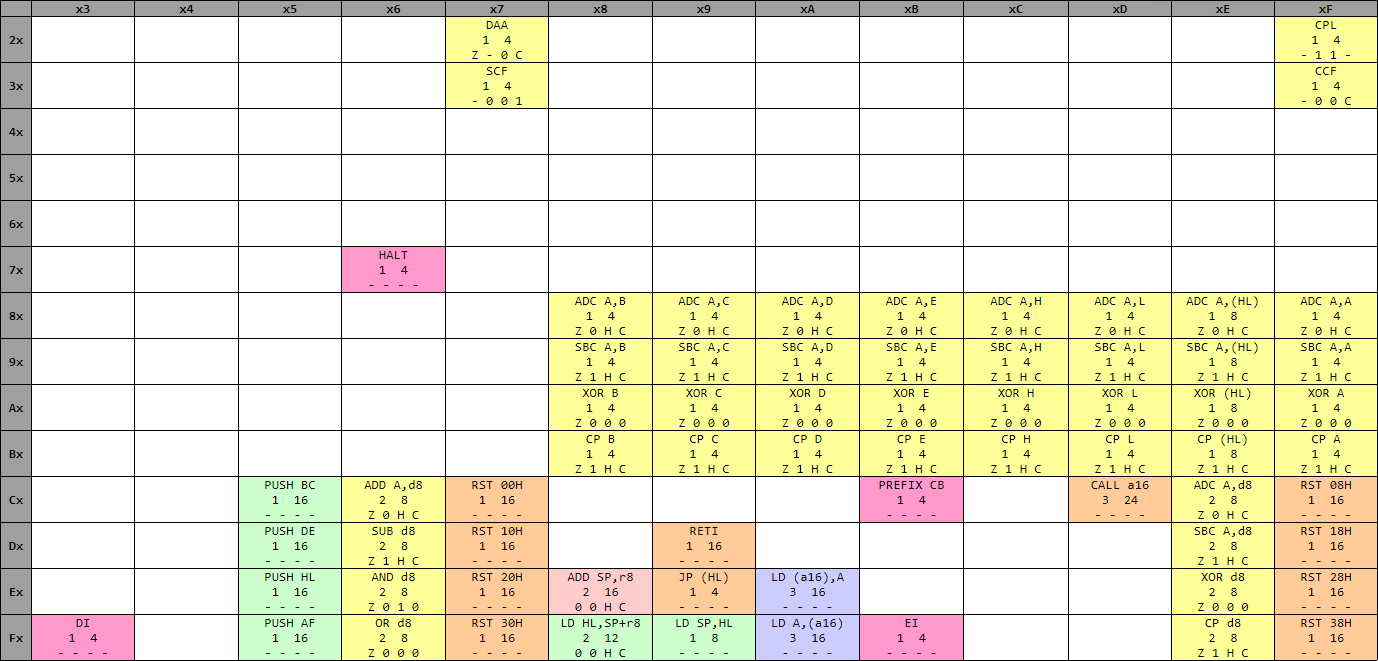 x3 x4 x5 x6 x7 x8 x9 xA xB xC xD xE xF
DAA CPL
2x 1 4 1 4
Z - 0 C - 1 1 -
SCF CCF
3x 1 4 1 4
- 0 0 1 - 0 0 C
4x
5x
6x
HALT
7x 1 4
- - - -
ADC A,B ADC A,C ADC A,D ADC A,E ADC A,H ADC A,L ADC A,(HL) ADC A,A
8x 1 4 1 4 1 4 1 4 1 4 1 4 1 8 1 4
Z 0 H C Z 0 H C Z 0 H C Z 0 H C Z 0 H C Z 0 H C Z 0 H C Z 0 H C
SBC A,B SBC A,C SBC A,D SBC A,E SBC A,H SBC A,L SBC A,(HL) SBC A,A
9x 1 4 1 4 1 4 1 4 1 4 1 4 1 8 1 4
Z 1 H C Z 1 H C Z 1 H C Z 1 H C Z 1 H C Z 1 H C Z 1 H C Z 1 H C
XOR B XOR C XOR D XOR E XOR H XOR L XOR (HL) XOR A
Ax 1 4 1 4 1 4 1 4 1 4 1 4 1 8 1 4
Z 0 0 0 Z 0 0 0 Z 0 0 0 Z 0 0 0 Z 0 0 0 Z 0 0 0 Z 0 0 0 Z 0 0 0
CP B CP C CP D CP E CP H CP L CP (HL) CP A
Bx 1 4 1 4 1 4 1 4 1 4 1 4 1 8 1 4
Z 1 H C Z 1 H C Z 1 H C Z 1 H C Z 1 H C Z 1 H C Z 1 H C Z 1 H C
PUSH BC ADD A,d8 RST 00H PREFIX CB CALL a16 ADC A,d8 RST 08H
Cx 1 16 2 8 1 16 1 4 3 24 2 8 1 16
- - - - Z 0 H C - - - - - - - - - - - - Z 0 H C - - - -
PUSH DE SUB d8 RST 10H RETI SBC A,d8 RST 18H
Dx 1 16 2 8 1 16 1 16 2 8 1 16
- - - - Z 1 H C - - - - - - - - Z 1 H C - - - -
PUSH HL AND d8 RST 20H ADD SP,r8 JP (HL) LD (a16),A XOR d8 RST 28H
Ex 1 16 2 8 1 16 2 16 1 4 3 16 2 8 1 16
- - - - Z 0 1 0 - - - - 0 0 H C - - - - - - - - Z 0 0 0 - - - -
DI PUSH AF OR d8 RST 30H LD HL,SP+r8 LD SP,HL LD A,(a16) EI CP d8 RST 38H
Fx 1 4 1 16 2 8 1 16 2 12 1 8 3 16 1 4 2 8 1 16
- - - - - - - - Z 0 0 0 - - - - 0 0 H C - - - - - - - - - - - - Z 1 H C - - - -